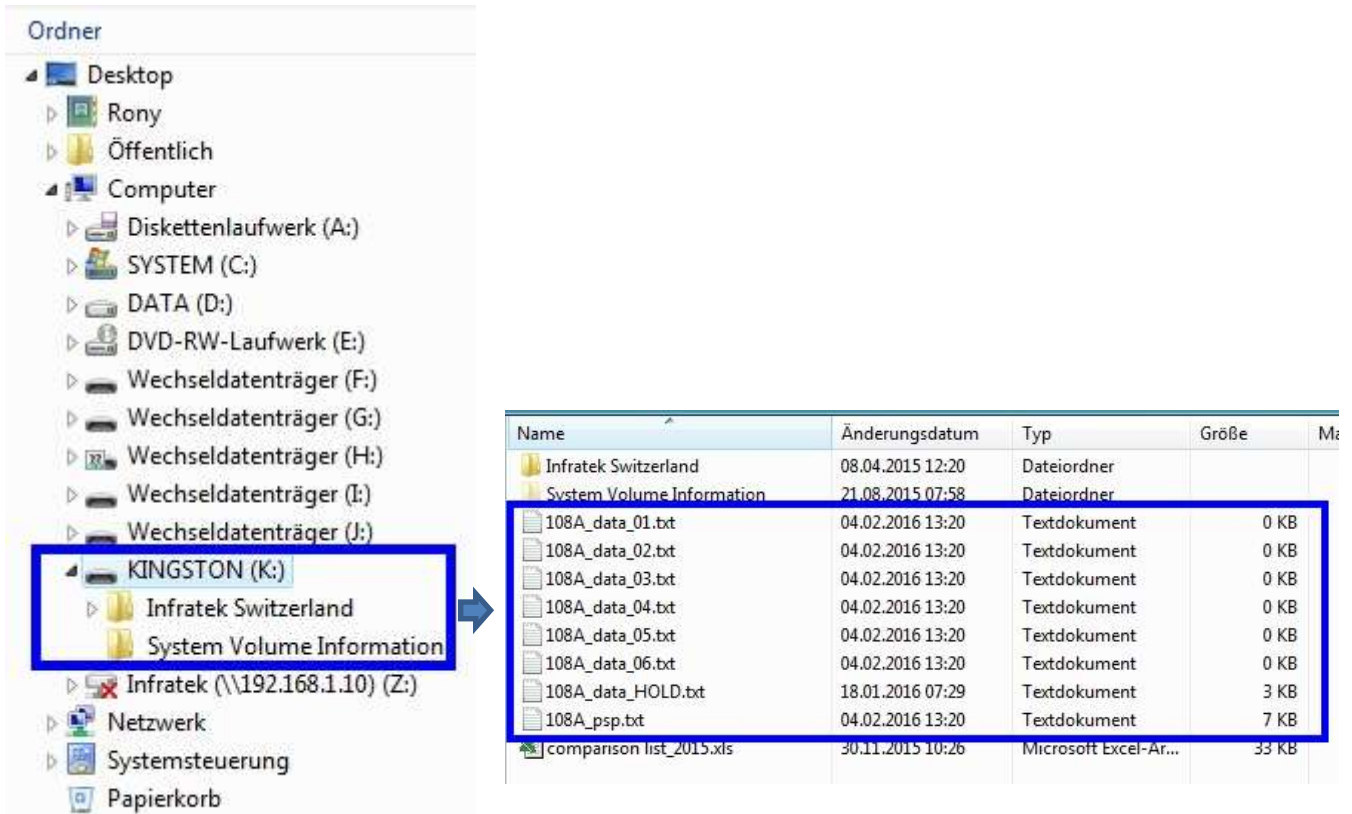 Ordner
Desktop
Rony
Öffentlich
Computer
Diskettenlaufwerk (A:)
SYSTEM (C:)
DATA (D:)
DVD-RW-Laufwerk (E:)
Wechseldatenträger (F:)
Wechseldatenträger (G:)
Wechseldatenträger (H:)
Wechseldatenträger (I:)
Wechseldatenträger (J:)
KINGSTON (K:)
Infratek Switzerland
System Volume Information
Infratek (\\192.168.1.10) (Z:)
Netzwerk
Systemsteuerung
Papierkorb
Name Änderungsdatum Typ Größe Ma
Infratek Switzerland 08.04.2015 12:20 Dateiordner
System Volume Information 21.08.2015 07:58 Dateiordner
108A_data_01.txt 04.02.2016 13:20 Textdokument 0 KB
108A_data_02.txt 04.02.2016 13:20 Textdokument 0 KB
108A_data_03.txt 04.02.2016 13:20 Textdokument 0 KB
108A_data_04.txt 04.02.2016 13:20 Textdokument 0 KB
108A_data_05.txt 04.02.2016 13:20 Textdokument 0 KB
108A_data_06.txt 04.02.2016 13:20 Textdokument 0 KB
108A_data_HOLD.txt 18.01.2016 07:29 Textdokument 3 KB
108A_psp.txt 04.02.2016 13:20 Textdokument 7 KB
comparison list_2015.xls 30.11.2015 10:26 Microsoft Excel-Ar... 33 KB